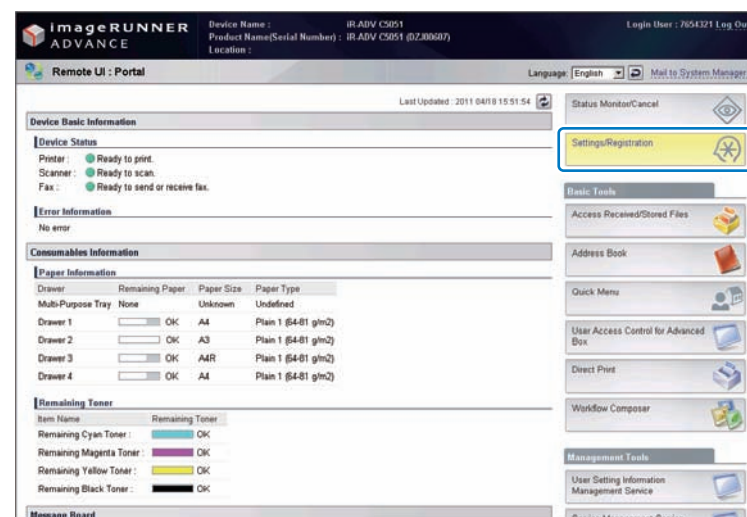 imageRUNNER ADVANCE
Device Name : iR-ADV C5051
Product Name(Serial Number) : iR-ADV C5051 (DZJ00607)
Location :
Login User : 7654321 Log Ou
Remote UI : Portal
Language: English Mail to System Manager
Last Updated : 2011 04/18 15:51:54
Device Basic Information
Device Status
Printer : Ready to print.
Scanner : Ready to scan.
Fax : Ready to send or receive fax.
Error Information
No error
Consumables Information
Paper Information
Drawer Remaining Paper Paper Size Paper Type
Multi-Purpose Tray None Unknown Undefined
Drawer 1 OK A4 Plain 1 (64-81 g/m2)
Drawer 2 OK A3 Plain 1 (64-81 g/m2)
Drawer 3 OK A4R Plain 1 (64-81 g/m2)
Drawer 4 OK A4 Plain 1 (64-81 g/m2)
Remaining Toner
Item Name Remaining Toner
Remaining Cyan Toner : OK
Remaining Magenta Toner : OK
Remaining Yellow Toner : OK
Remaining Black Toner : OK
Message Board
Status Monitor/Cancel
Settings/Registration
Basic Tools
Access Received/Stored Files
Address Book
Quick Menu
User Access Control for Advanced
Box
Direct Print
Workflow Composer
Management Tools
User Setting Information
Management Service